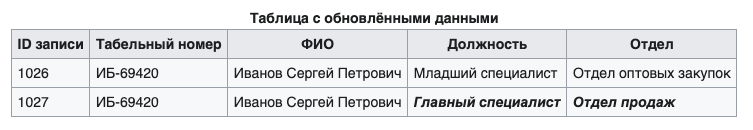 Таблица с обновлёнными данными
ID записи Табельный номер ФИО Должность Отдел
1026 ИБ-69420 Иванов Сергей Петрович Младший специалист Отдел оптовых закупок
1027 ИБ-69420 Иванов Сергей Петрович Главный специалист Отдел продаж